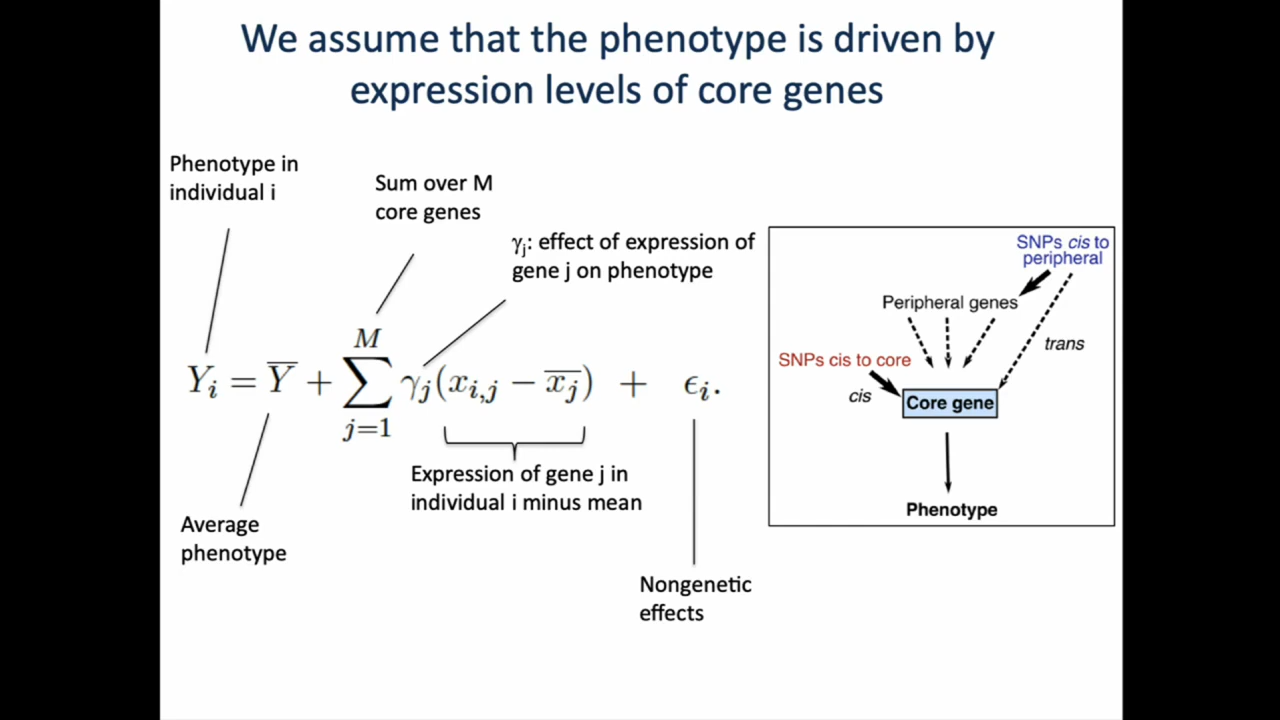 We assume that the phenotype is driven by
expression levels of core genes
Phenotype in
individual i
Sum over M
core genes
γj: effect of expression of
gene j on phenotype
Yi = Y̅ + ∑_{j=1}^{M} γj(xi,j − x̅j) + ϵi.
Expression of gene j in
individual i minus mean
Average
phenotype
Nongenetic
effects
SNPs cis to
peripheral
Peripheral genes
trans
SNPs cis to core
cis
Core gene
Phenotype